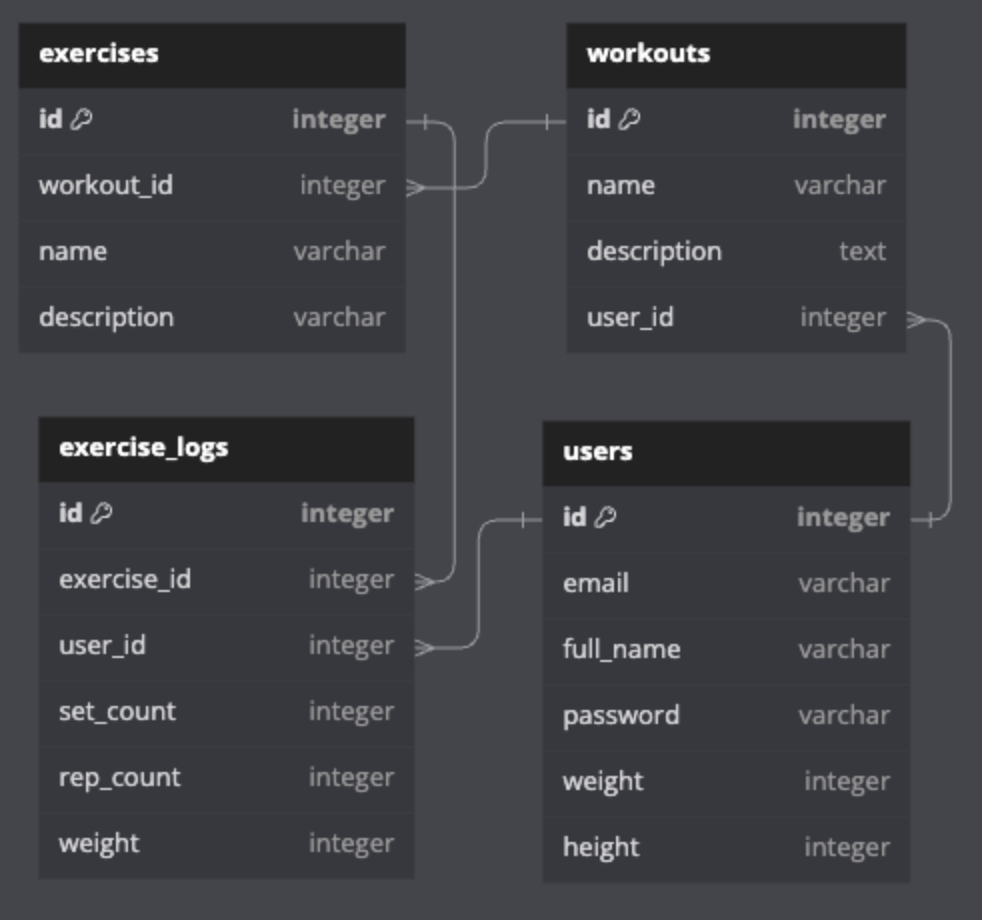 exercises
id integer
workout_id integer
name varchar
description varchar
workouts
id integer
name varchar
description text
user_id integer
exercise_logs
id integer
exercise_id integer
user_id integer
set_count integer
rep_count integer
weight integer
users
id integer
email varchar
full_name varchar
password varchar
weight integer
height integer